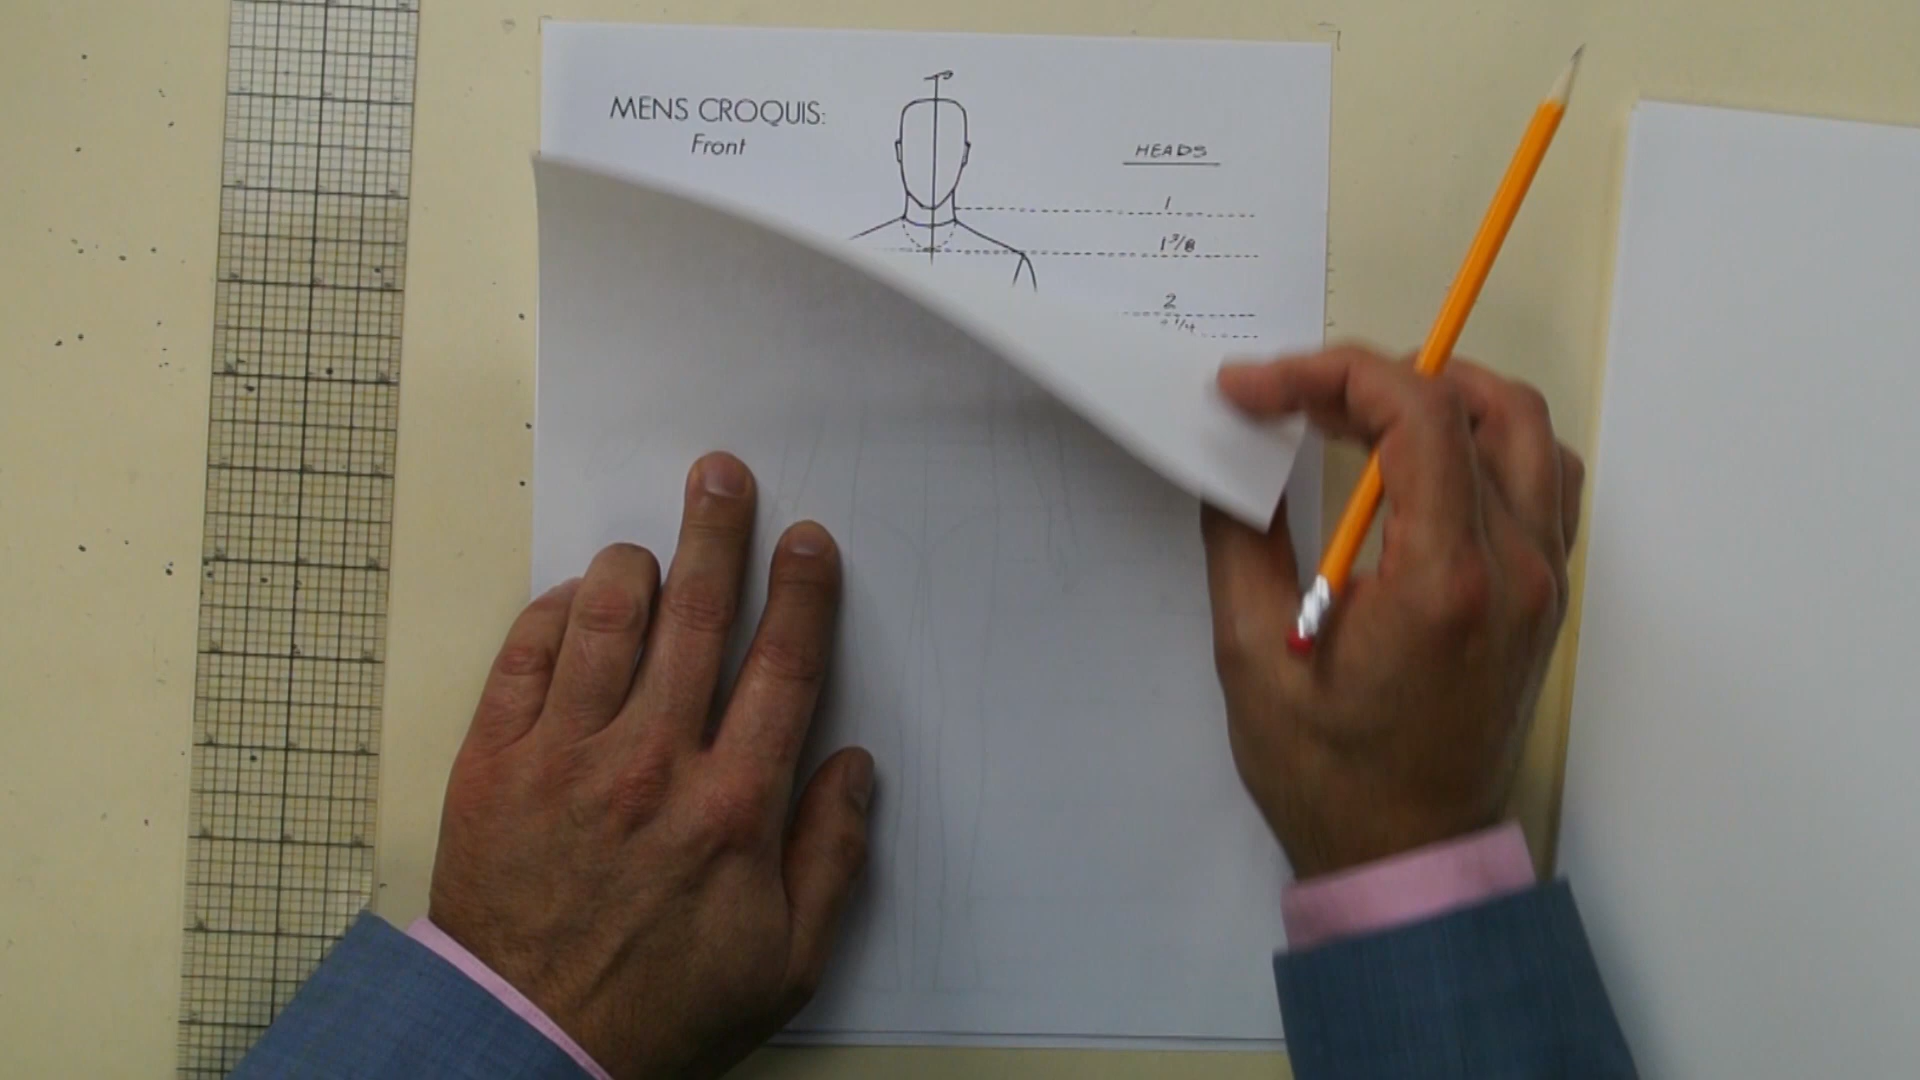 MENS CROQUIS:
Front
HEADS
1
1 3/8
2